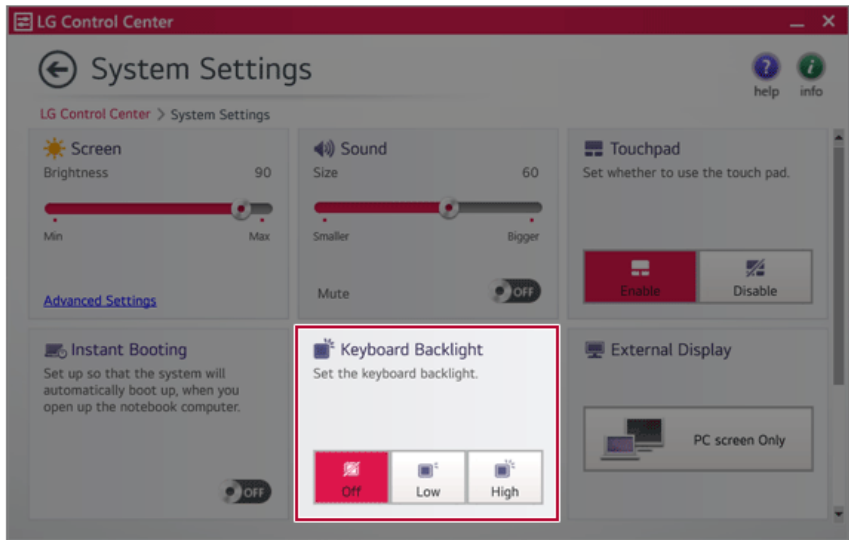 LG Control Center
System Settings
help
info
LG Control Center > System Settings
Screen
Brightness 90
Min Max
Advanced Settings
Sound
Size 60
Smaller Bigger
Mute OFF
Touchpad
Set whether to use the touch pad.
Enable Disable
Instant Booting
Set up so that the system will
automatically boot up, when you
open up the notebook computer.
OFF
Keyboard Backlight
Set the keyboard backlight.
Off Low High
External Display
PC screen Only